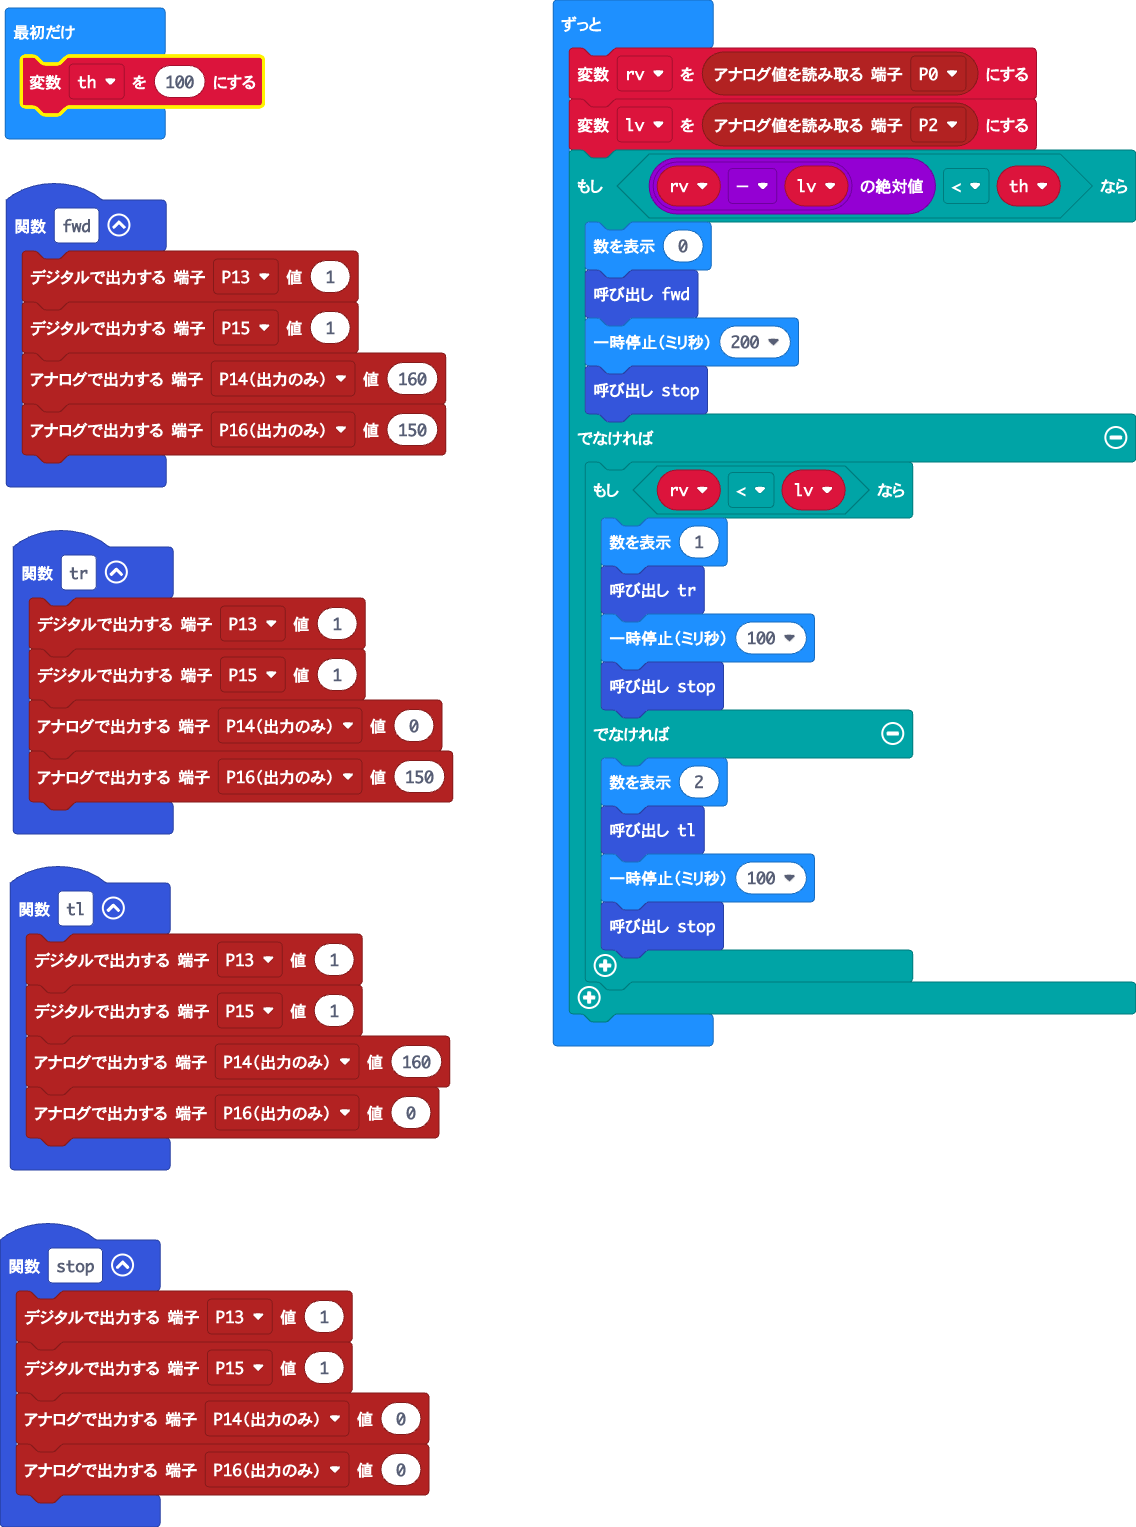 最初だけ
変数 th を 100 にする
関数 fwd
デジタルで出力する 端子 P13 値 1
デジタルで出力する 端子 P15 値 1
アナログで出力する 端子 P14(出力のみ) 値 160
アナログで出力する 端子 P16(出力のみ) 値 150
関数 tr
デジタルで出力する 端子 P13 値 1
デジタルで出力する 端子 P15 値 1
アナログで出力する 端子 P14(出力のみ) 値 0
アナログで出力する 端子 P16(出力のみ) 値 150
関数 tl
デジタルで出力する 端子 P13 値 1
デジタルで出力する 端子 P15 値 1
アナログで出力する 端子 P14(出力のみ) 値 160
アナログで出力する 端子 P16(出力のみ) 値 0
関数 stop
デジタルで出力する 端子 P13 値 1
デジタルで出力する 端子 P15 値 1
アナログで出力する 端子 P14(出力のみ) 値 0
アナログで出力する 端子 P16(出力のみ) 値 0
ずっと
変数 rv を アナログ値を読み取る 端子 P0 にする
変数 lv を アナログ値を読み取る 端子 P2 にする
もし rv - lv の絶対値 < th なら
数を表示 0
呼び出し fwd
一時停止(ミリ秒) 200
呼び出し stop
でなければ
もし rv < lv なら
数を表示 1
呼び出し tr
一時停止(ミリ秒) 100
呼び出し stop
でなければ
数を表示 2
呼び出し tl
一時停止(ミリ秒) 100
呼び出し stop